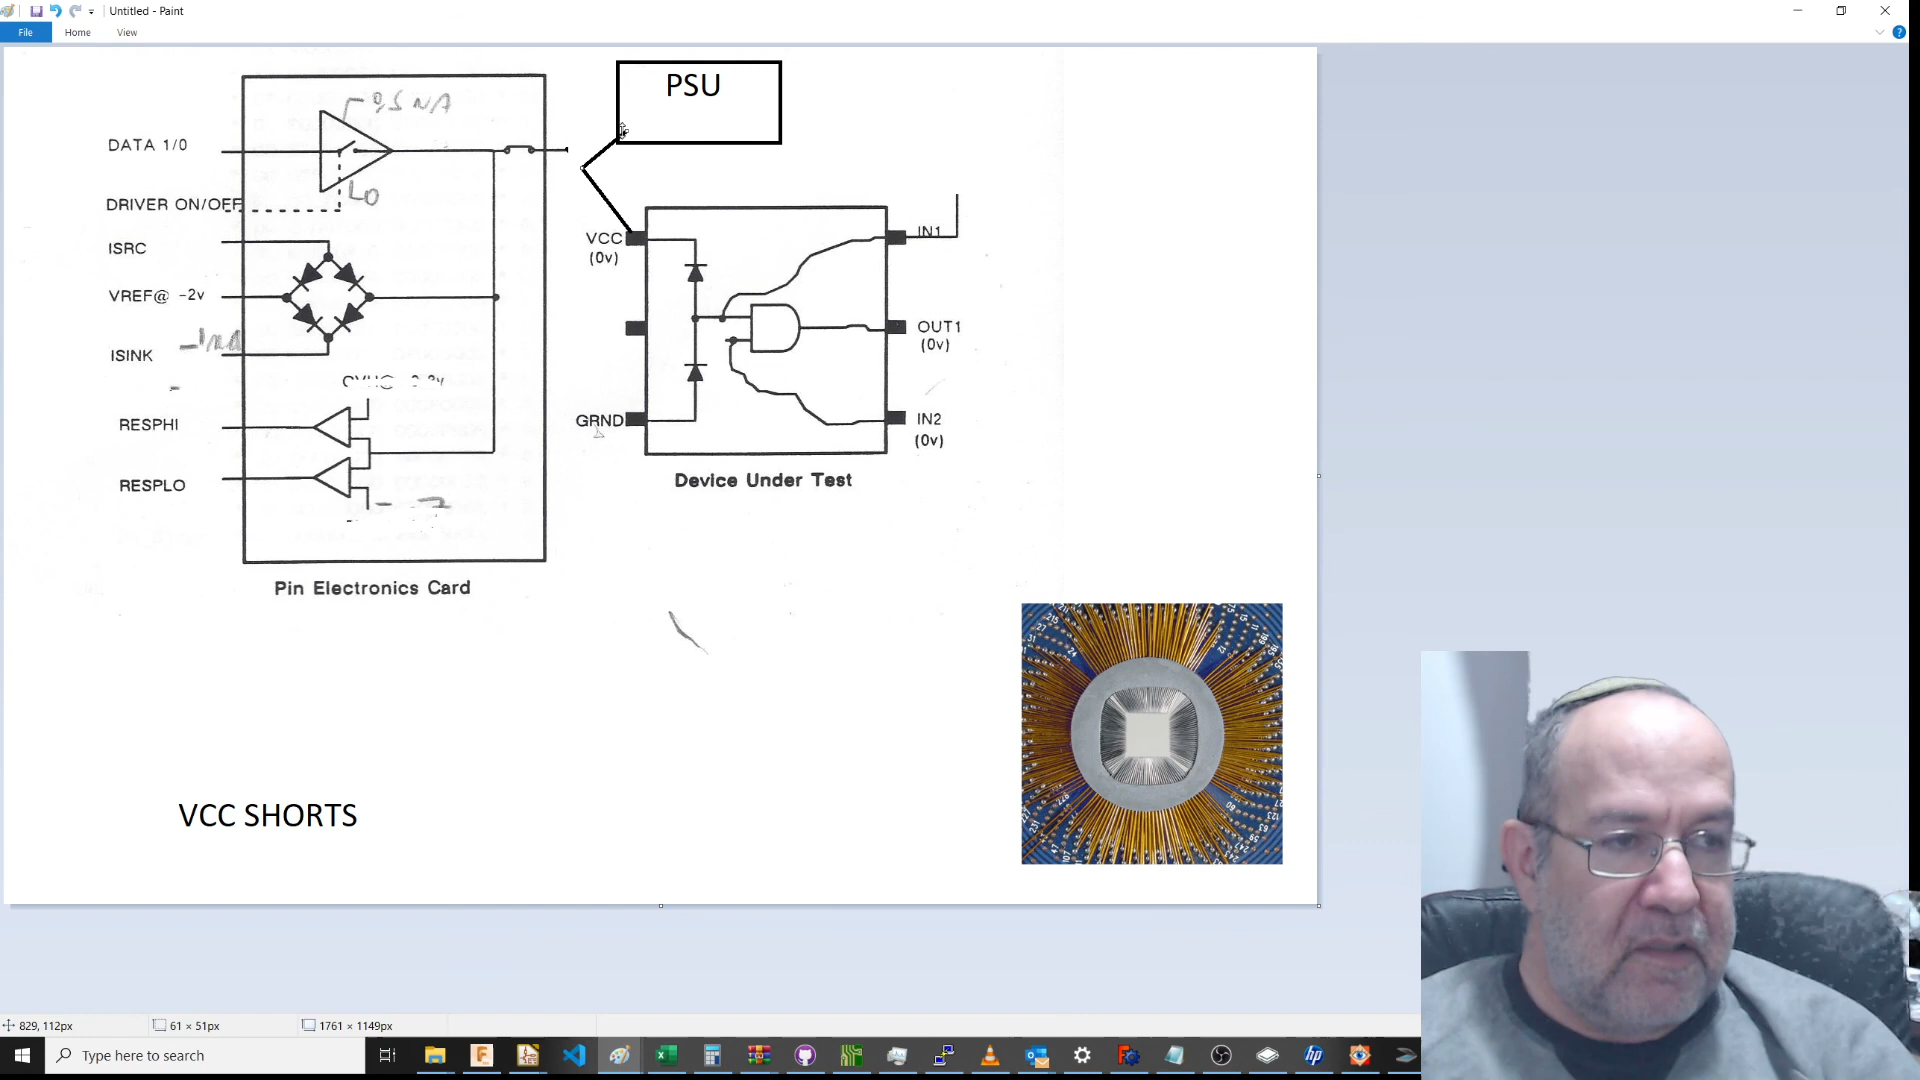 Untitled - Paint
File Home View
PSU
DATA 1/0
DRIVER ON/OFF
LO
ISRC
VREF@ -2v
ISINK
RESPHI
RESPLO
Pin Electronics Card
VCC
(0v)
IN1
OUT1
(0v)
GRND
IN2
(0v)
Device Under Test
VCC SHORTS
829, 112px
61 × 51px
1761 × 1149px
Type here to search